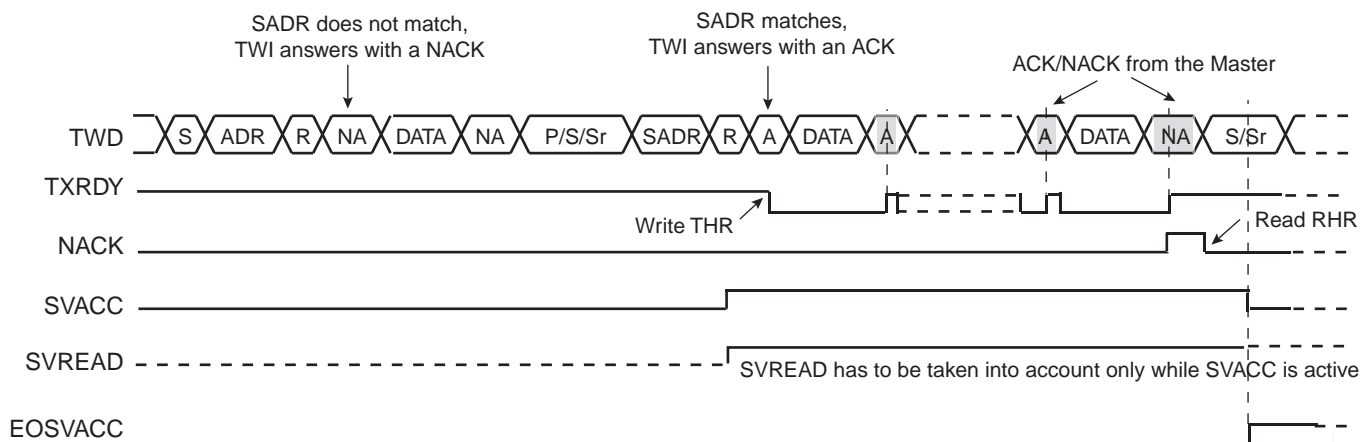 SADR does not match,
TWI answers with a NACK
SADR matches,
TWI answers with an ACK
ACK/NACK from the Master
TWD S ADR R NA DATA NA P/S/Sr SADR R A DATA A A DATA NA S/Sr
TXRDY
Write THR
Read RHR
NACK
SVACC
SVREAD
SVREAD has to be taken into account only while SVACC is active
EOSVACC